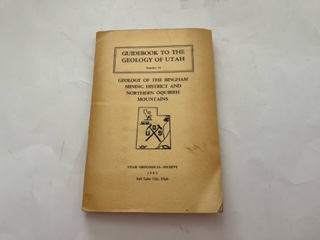 GUIDEBOOK TO THE
GEOLOGY OF UTAH
GEOLOGY OF THE BINGHAM
MINING DISTRICT AND
NORTHERN OQUIRRH
MOUNTAINS
U S
UTAH GEOLOGICAL SOCIETY
Salt Lake City, Utah